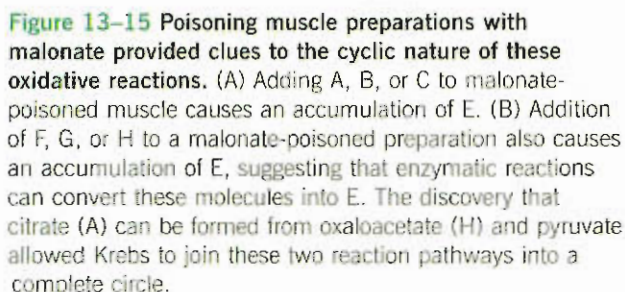 Figure 13–15 Poisoning muscle preparations with
malonate provided clues to the cyclic nature of these
oxidative reactions. (A) Adding A, B, or C to malonate-
poisoned muscle causes an accumulation of E. (B) Addition
of F, G, or H to a malonate-poisoned preparation also causes
an accumulation of E, suggesting that enzymatic reactions
can convert these molecules into E. The discovery that
citrate (A) can be formed from oxaloacetate (H) and pyruvate
allowed Krebs to join these two reaction pathways into a
complete circle.